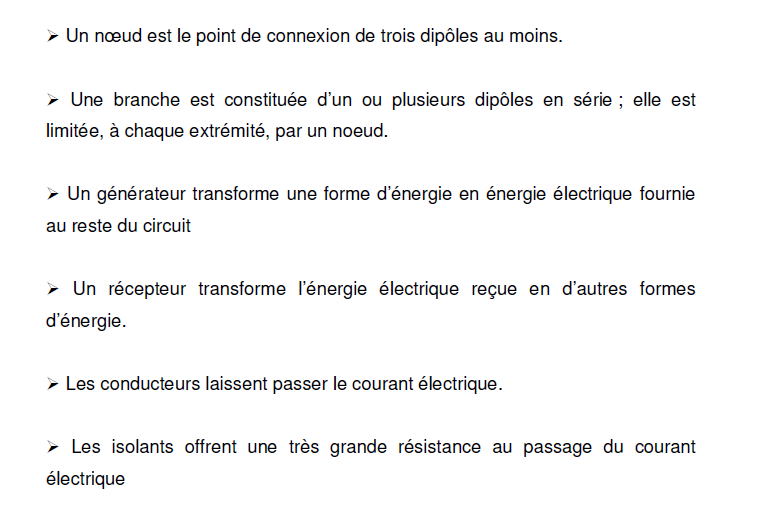 ➢ Un nœud est le point de connexion de trois dipôles au moins.
➢ Une branche est constituée d'un ou plusieurs dipôles en série ; elle est
limitée, à chaque extrémité, par un noeud.
➢ Un générateur transforme une forme d'énergie en énergie électrique fournie
au reste du circuit
➢ Un récepteur transforme l'énergie électrique reçue en d'autres formes
d'énergie.
➢ Les conducteurs laissent passer le courant électrique.
➢ Les isolants offrent une très grande résistance au passage du courant
électrique